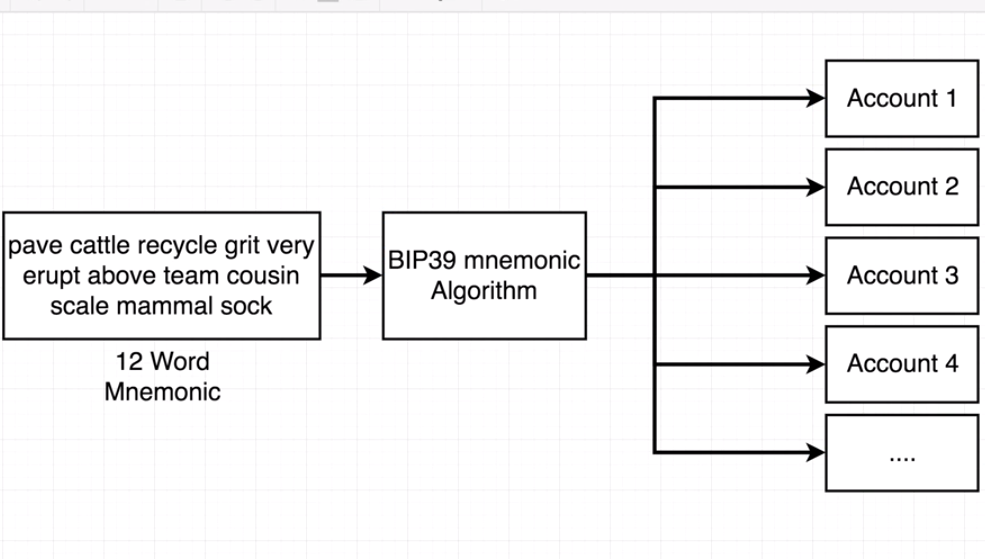 pave cattle recycle grit very
erupt above team cousin
scale mammal sock
12 Word
Mnemonic
BIP39 mnemonic
Algorithm
Account 1
Account 2
Account 3
Account 4
....